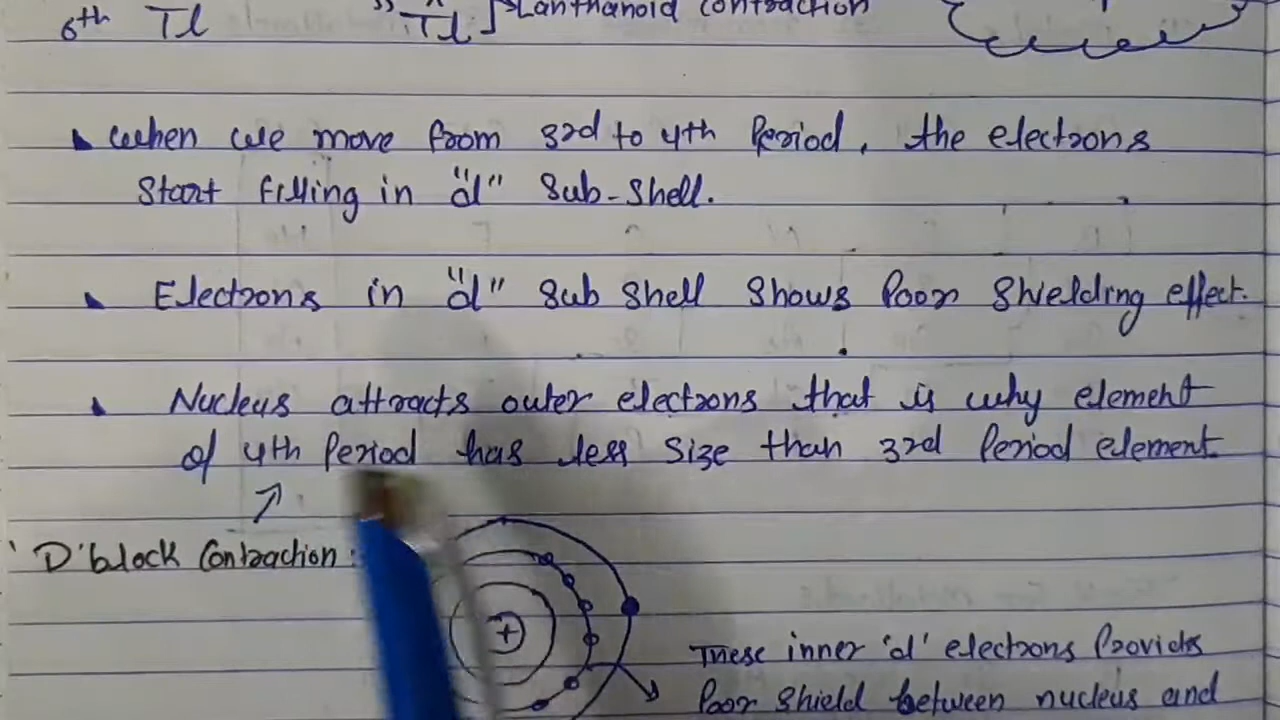 6th Tl Tl Lanthanoid contraction
When we move from 3rd to 4th Period, the electrons
Start filling in "d" Sub-Shell.
Electrons in "d" Sub Shell Shows Poor Shielding effect.
Nucleus attracts outer electrons that is why element
of 4th Period has less Size than 3rd Period element
'D' block Contraction:
+
These inner 'd' electrons Provides
Poor Shield between nucleus and